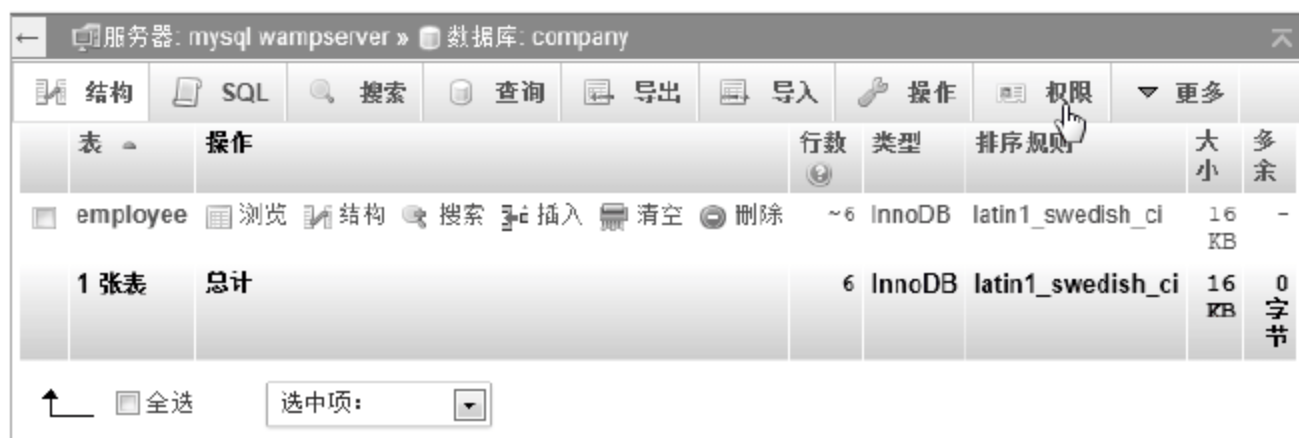 服务器: mysql wampserver » 数据库: company
结构 SQL 搜索 查询 导出 导入 操作 权限 更多
表 操作 行数 类型 排序规则 大小 多余
employee 浏览 结构 搜索 插入 清空 删除 ~6 InnoDB latin1_swedish_ci 16 KB -
1 张表 总计 6 InnoDB latin1_swedish_ci 16 KB 0 字节
全选 选中项: